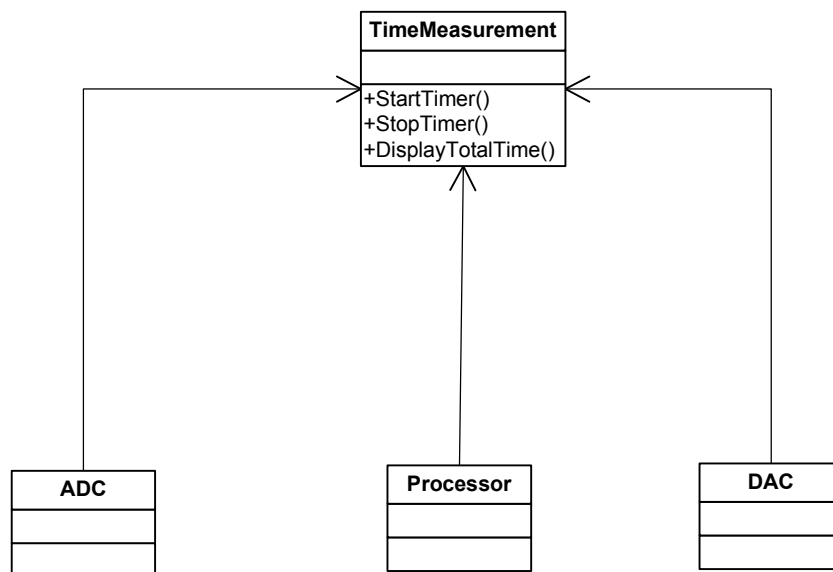 TimeMeasurement
+StartTimer()
+StopTimer()
+DisplayTotalTime()
ADC
Processor
DAC